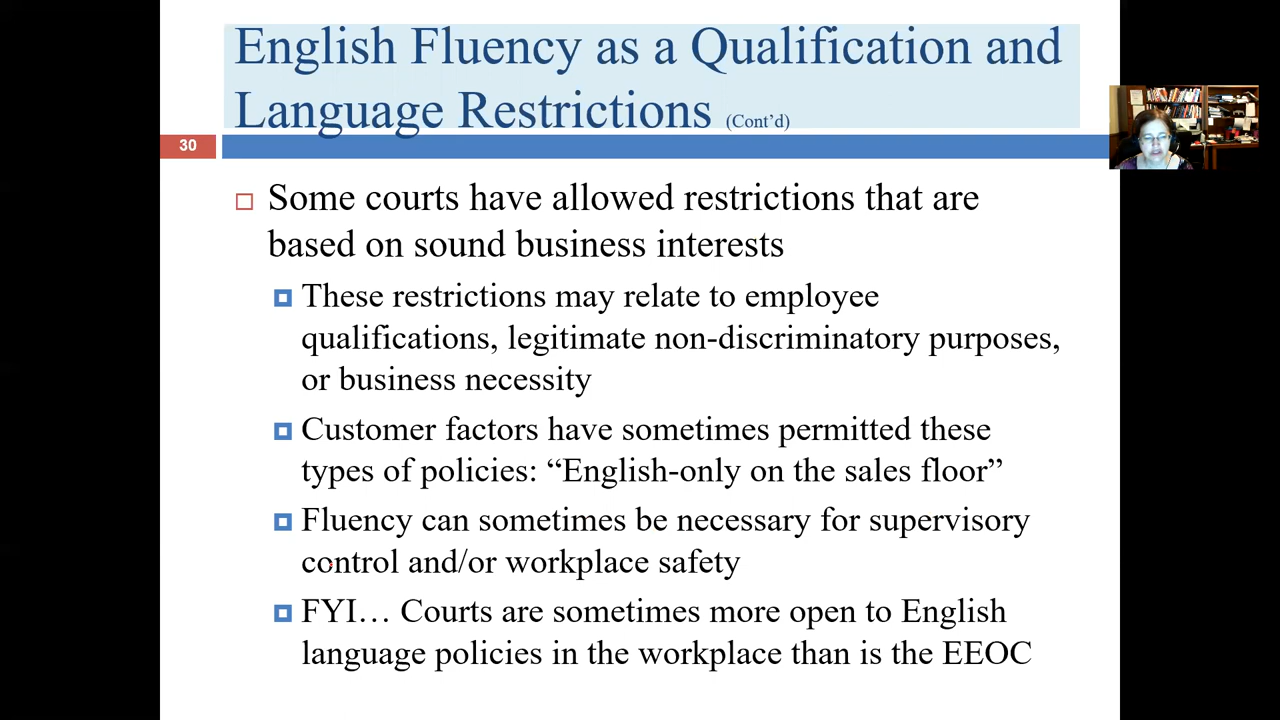 English Fluency as a Qualification and
Language Restrictions (Cont’d)
30
Some courts have allowed restrictions that are
based on sound business interests
These restrictions may relate to employee
qualifications, legitimate non-discriminatory purposes,
or business necessity
Customer factors have sometimes permitted these
types of policies: “English-only on the sales floor”
Fluency can sometimes be necessary for supervisory
control and/or workplace safety
FYI… Courts are sometimes more open to English
language policies in the workplace than is the EEOC